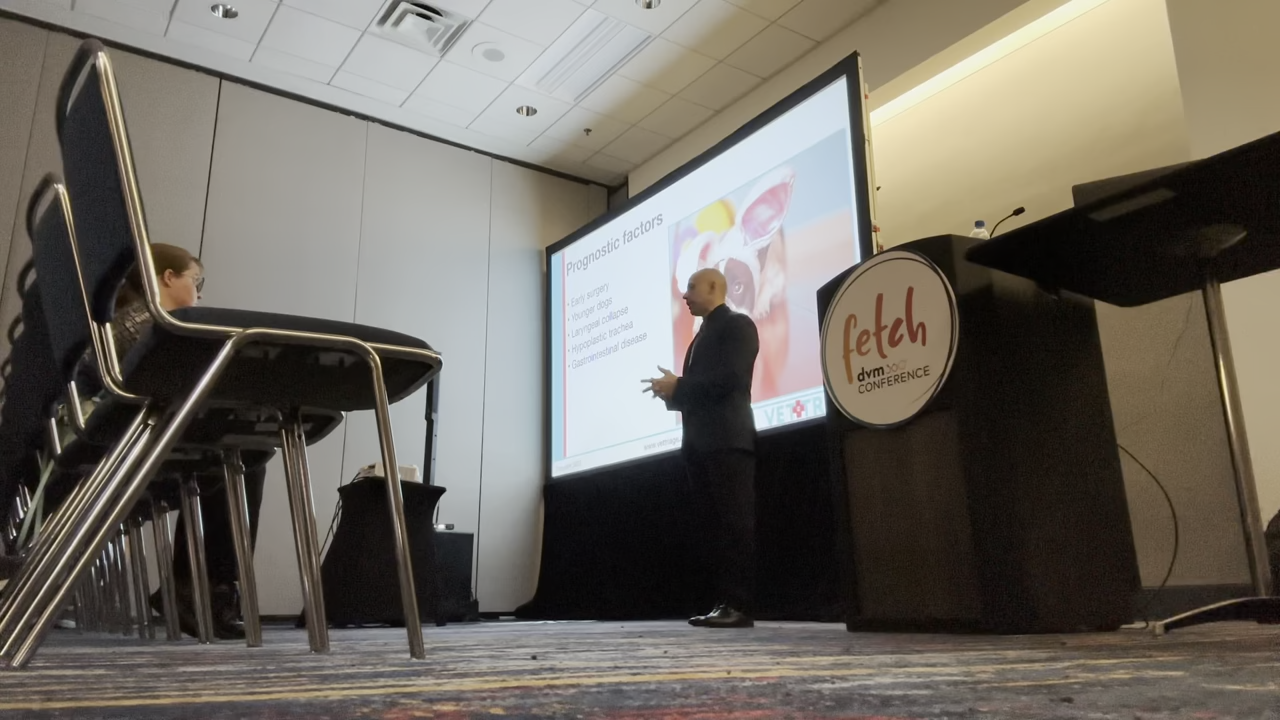 Prognostic factors
• Early surgery
• Younger dogs
• Laryngeal collapse
• Hypoplastic trachea
• Gastrointestinal disease
fetch
dvm360
CONFERENCE